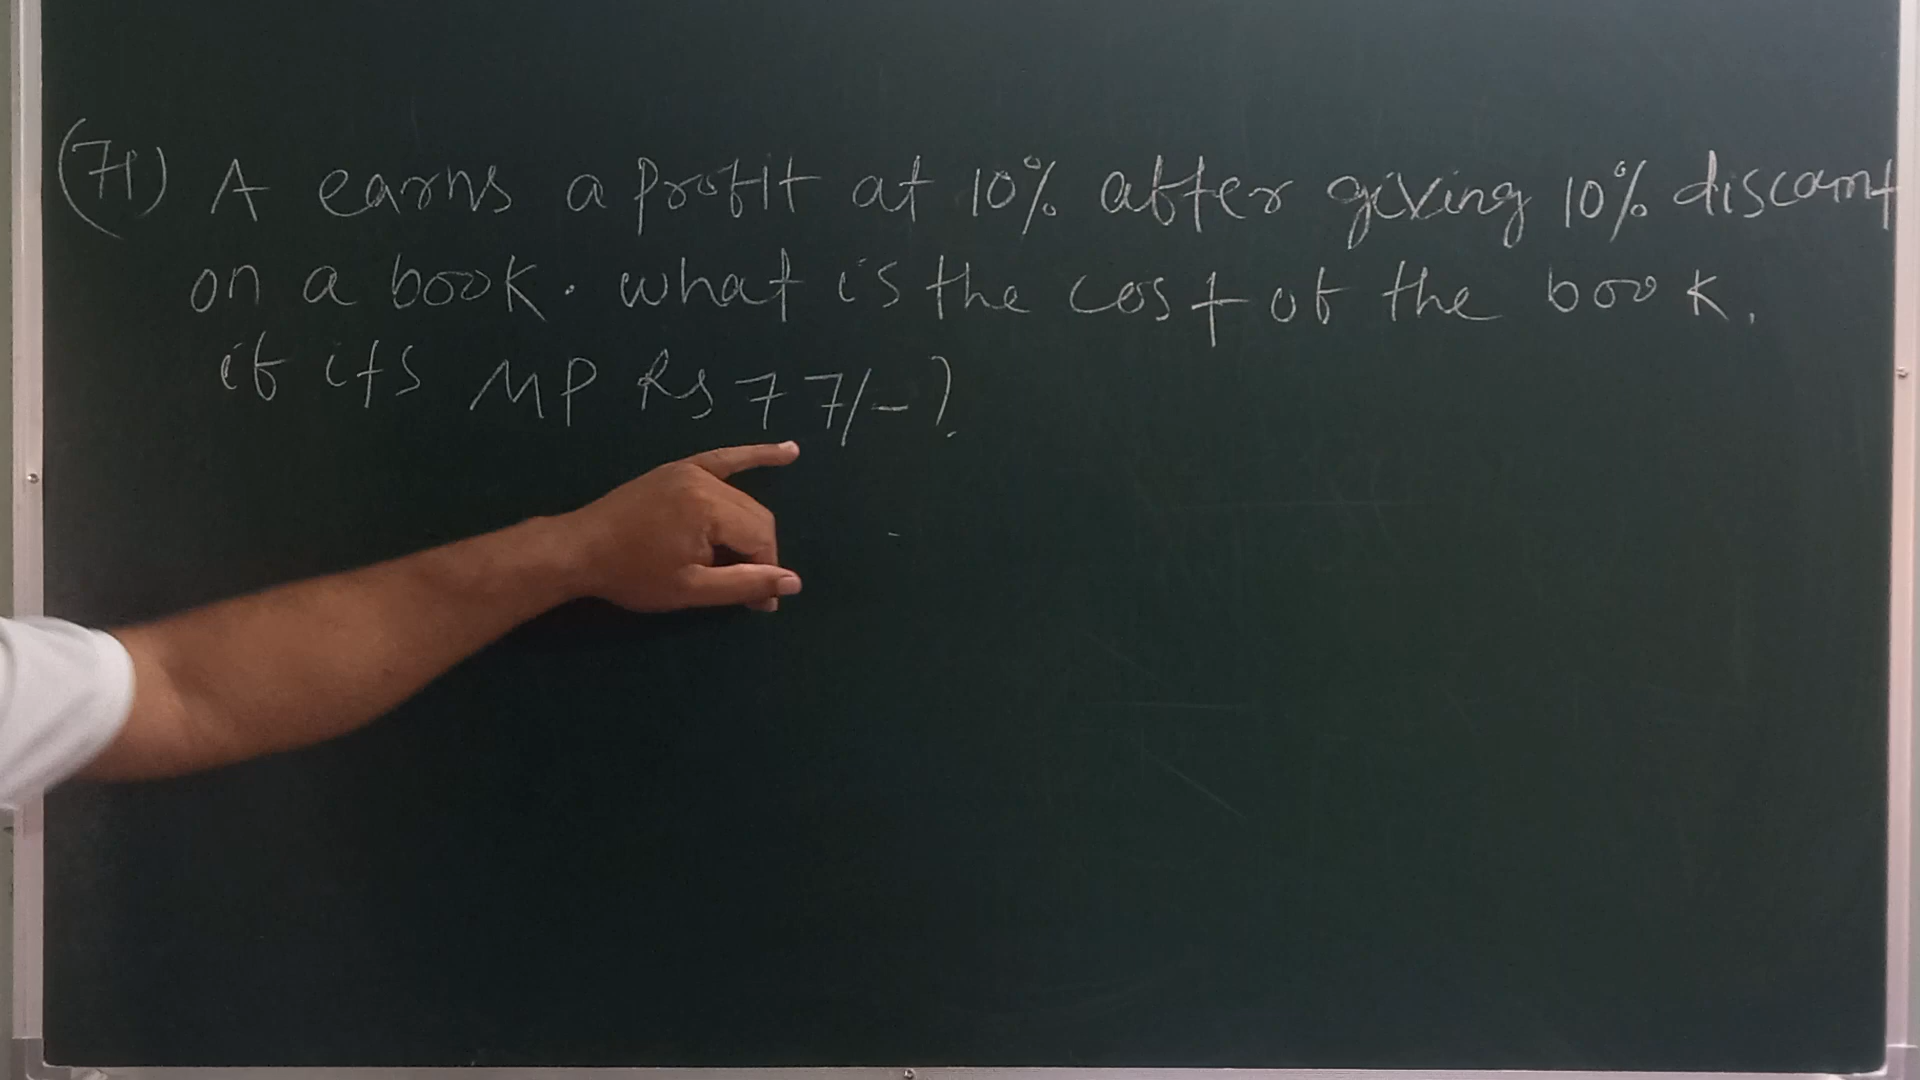 (71) A earns a profit at 10% after giving 10% discount
on a book. what is the cost of the book.
if its MP Rs 77/-?